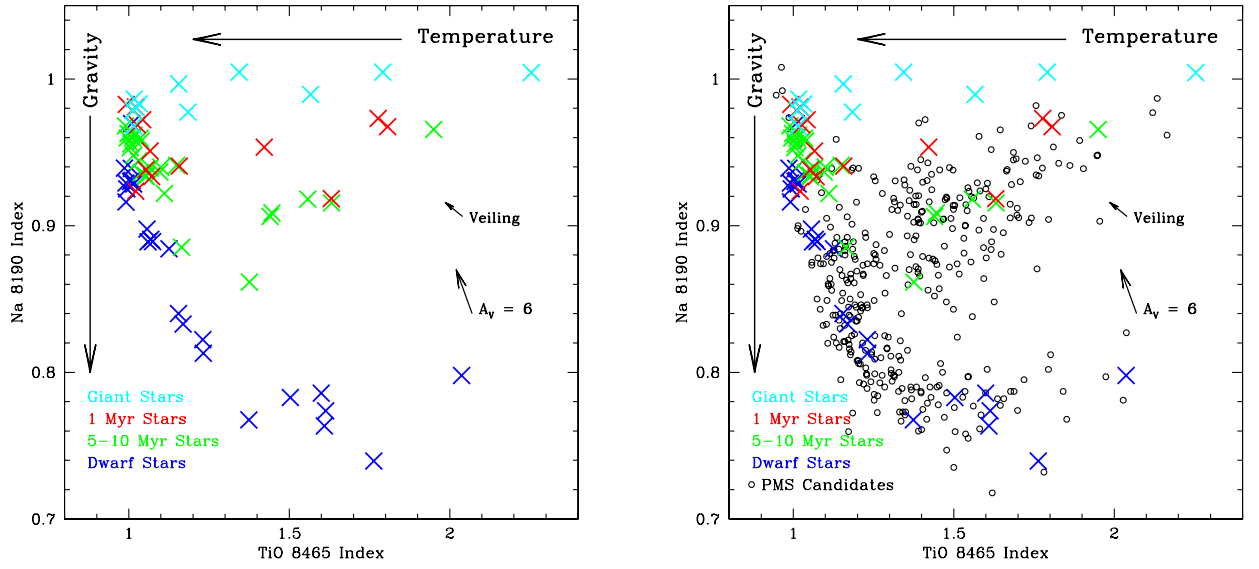 Temperature
Gravity
1
0.9
0.8
0.7
Na 8190 Index
Veiling
A_V = 6
Giant Stars
1 Myr Stars
5-10 Myr Stars
Dwarf Stars
1
1.5
2
TiO 8465 Index
Temperature
Gravity
1
0.9
0.8
0.7
Na 8190 Index
Veiling
A_V = 6
Giant Stars
1 Myr Stars
5-10 Myr Stars
Dwarf Stars
PMS Candidates
1
1.5
2
TiO 8465 Index